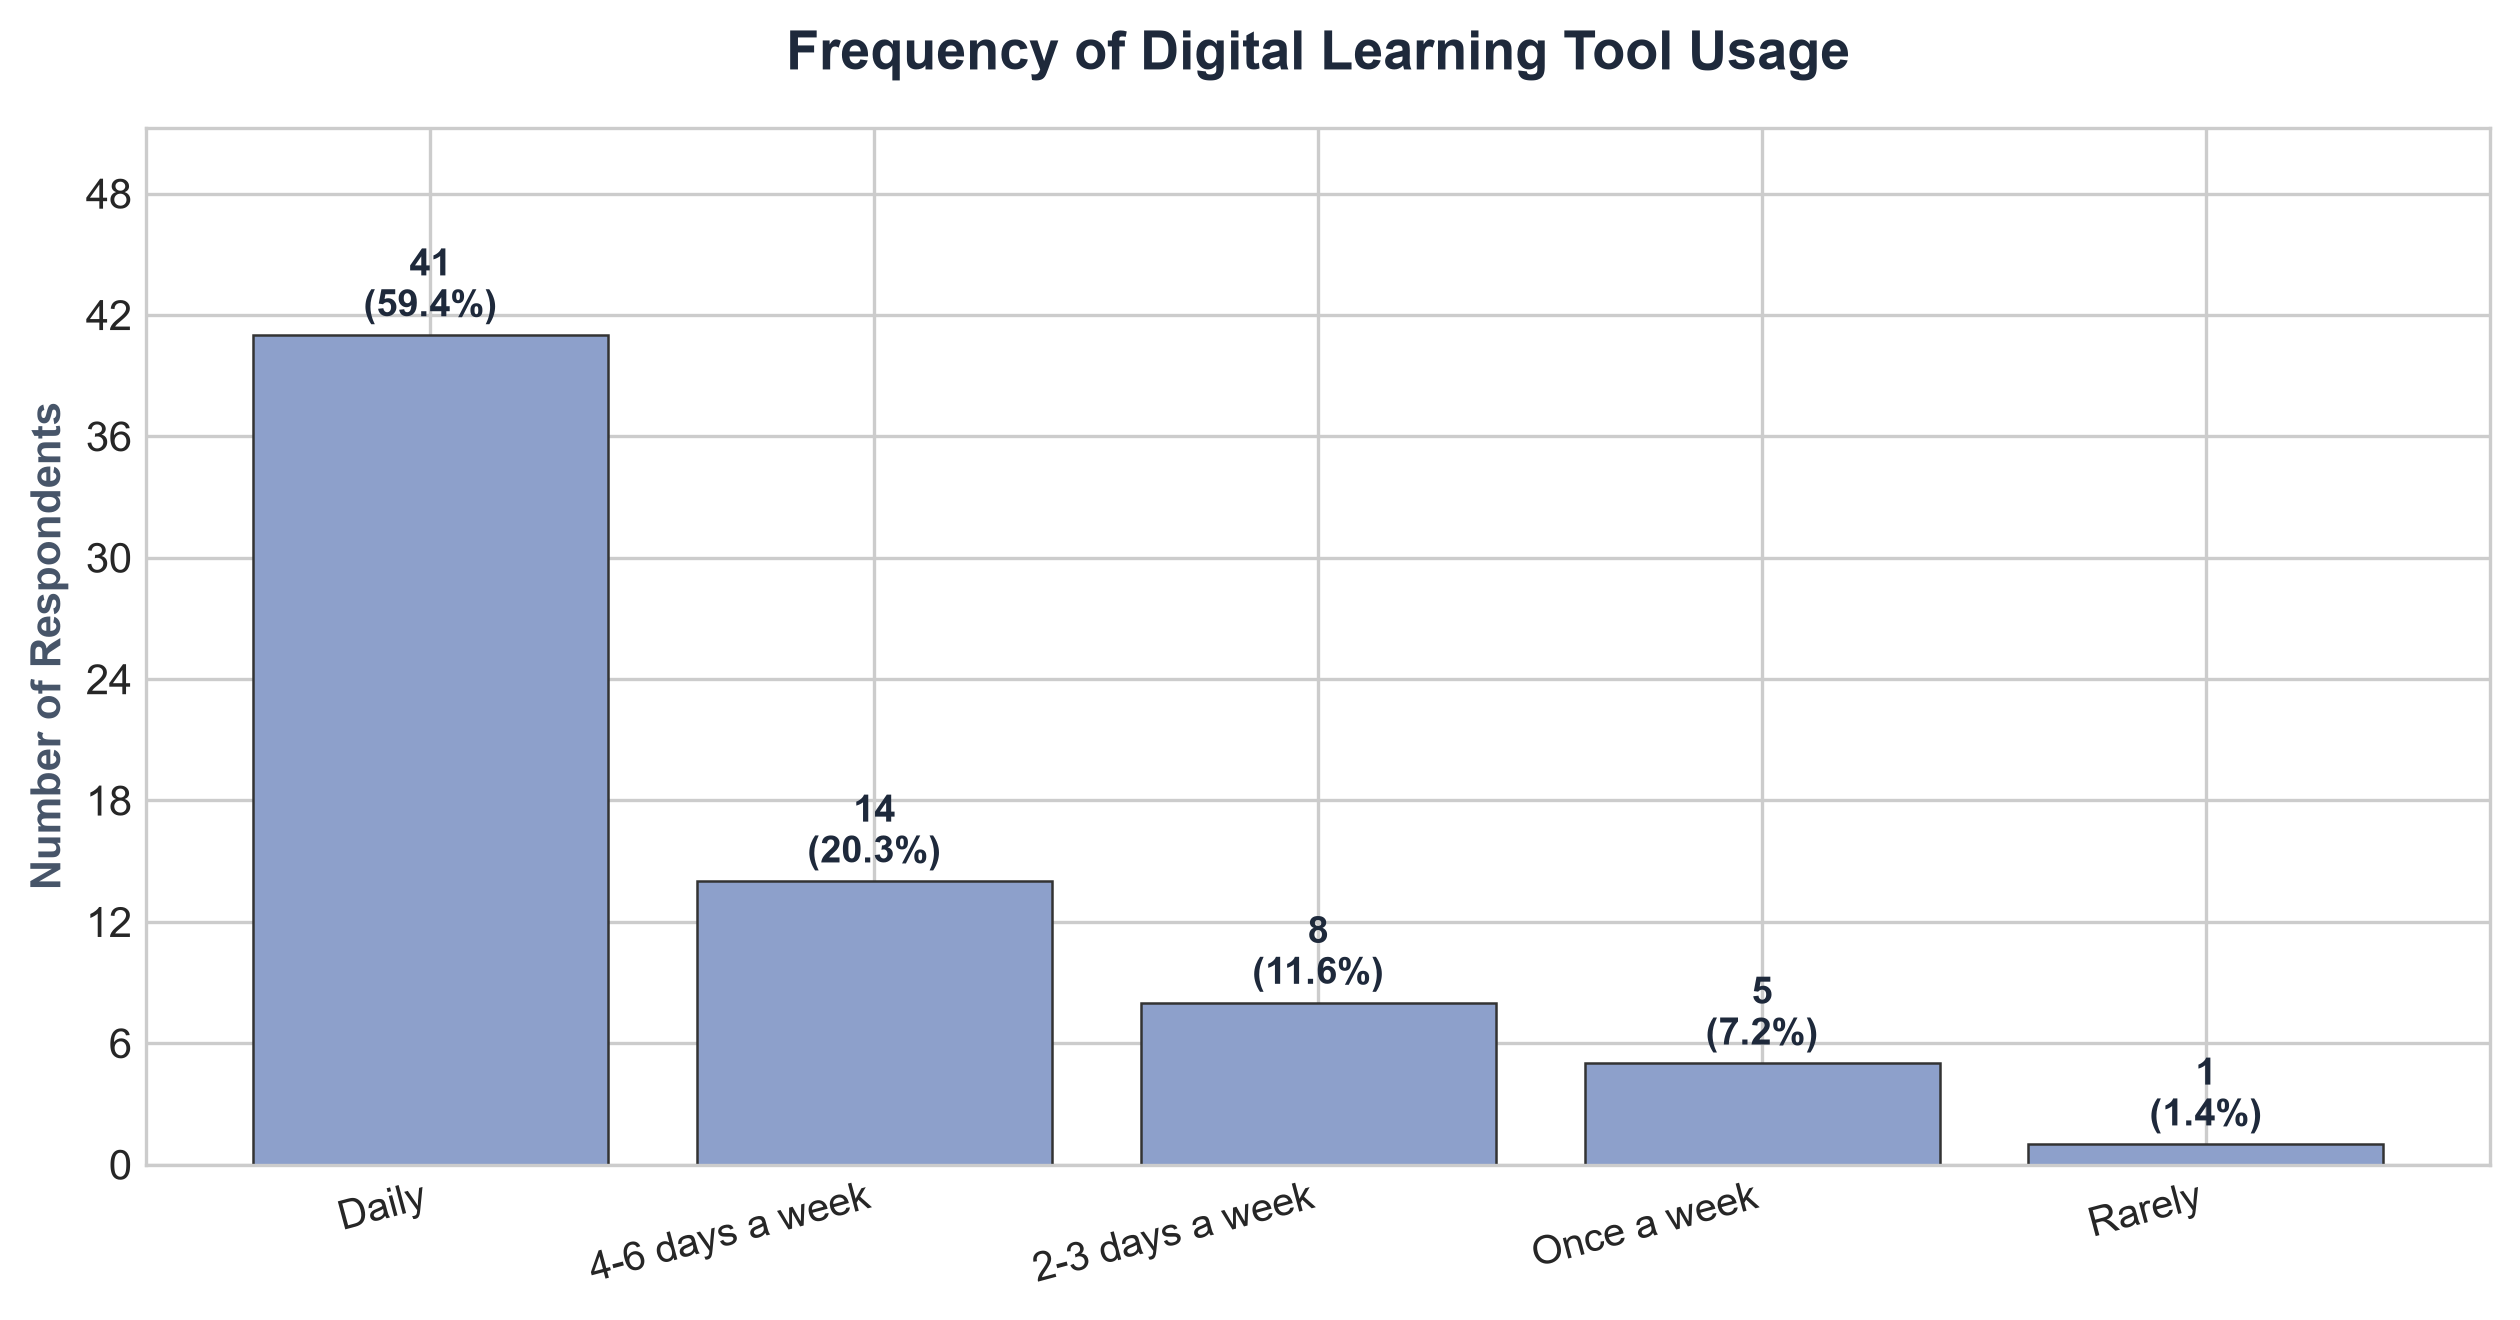 Frequency of Digital Learning Tool Usage
Number of Respondents
48
42
36
30
24
18
12
6
0
41
(59.4%)
14
(20.3%)
8
(11.6%)
5
(7.2%)
1
(1.4%)
Daily
4-6 days a week
2-3 days a week
Once a week
Rarely